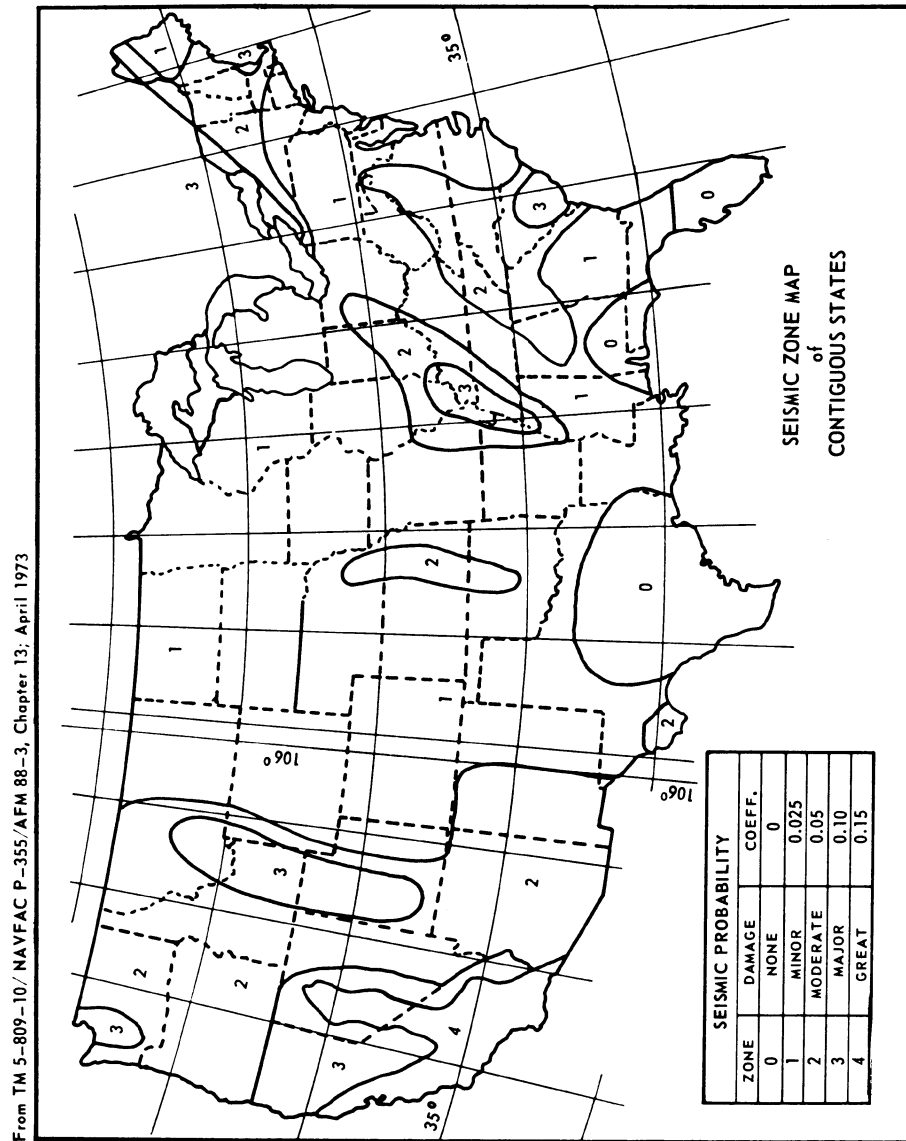 From TM 5-809-10/ NAVFAC P-355/AFM 88-3, Chapter 13; April 1973
3
2
2
3
4
3
2
106°
1
1
1
2
0
2
1
2
3
1
0
1
2
1
3
0
3
2
1
3
35°
35°
106°
SEISMIC ZONE MAP
of
CONTIGUOUS STATES
SEISMIC PROBABILITY
ZONE DAMAGE COEFF.
0 NONE 0
1 MINOR 0.025
2 MODERATE 0.05
3 MAJOR 0.10
4 GREAT 0.15